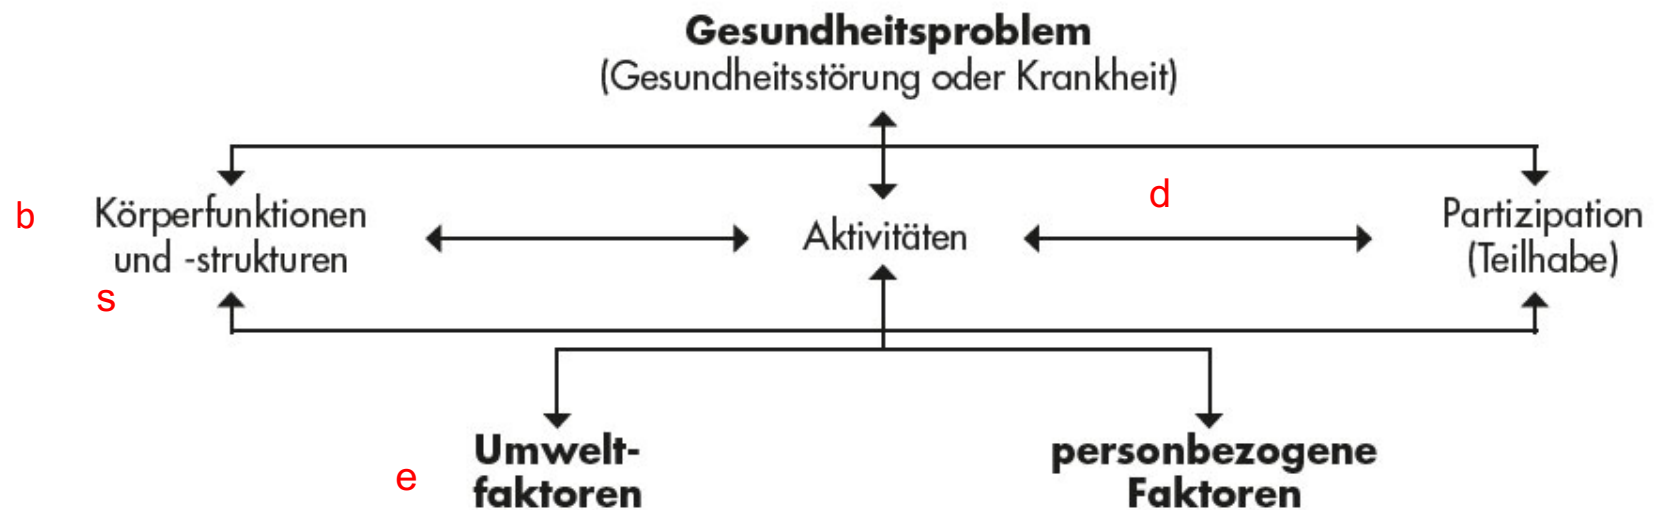 Gesundheitsproblem
(Gesundheitsstörung oder Krankheit)
b
Körperfunktionen
und -strukturen
s
Aktivitäten
d
Partizipation
(Teilhabe)
e
Umwelt-
faktoren
personbezogene
Faktoren